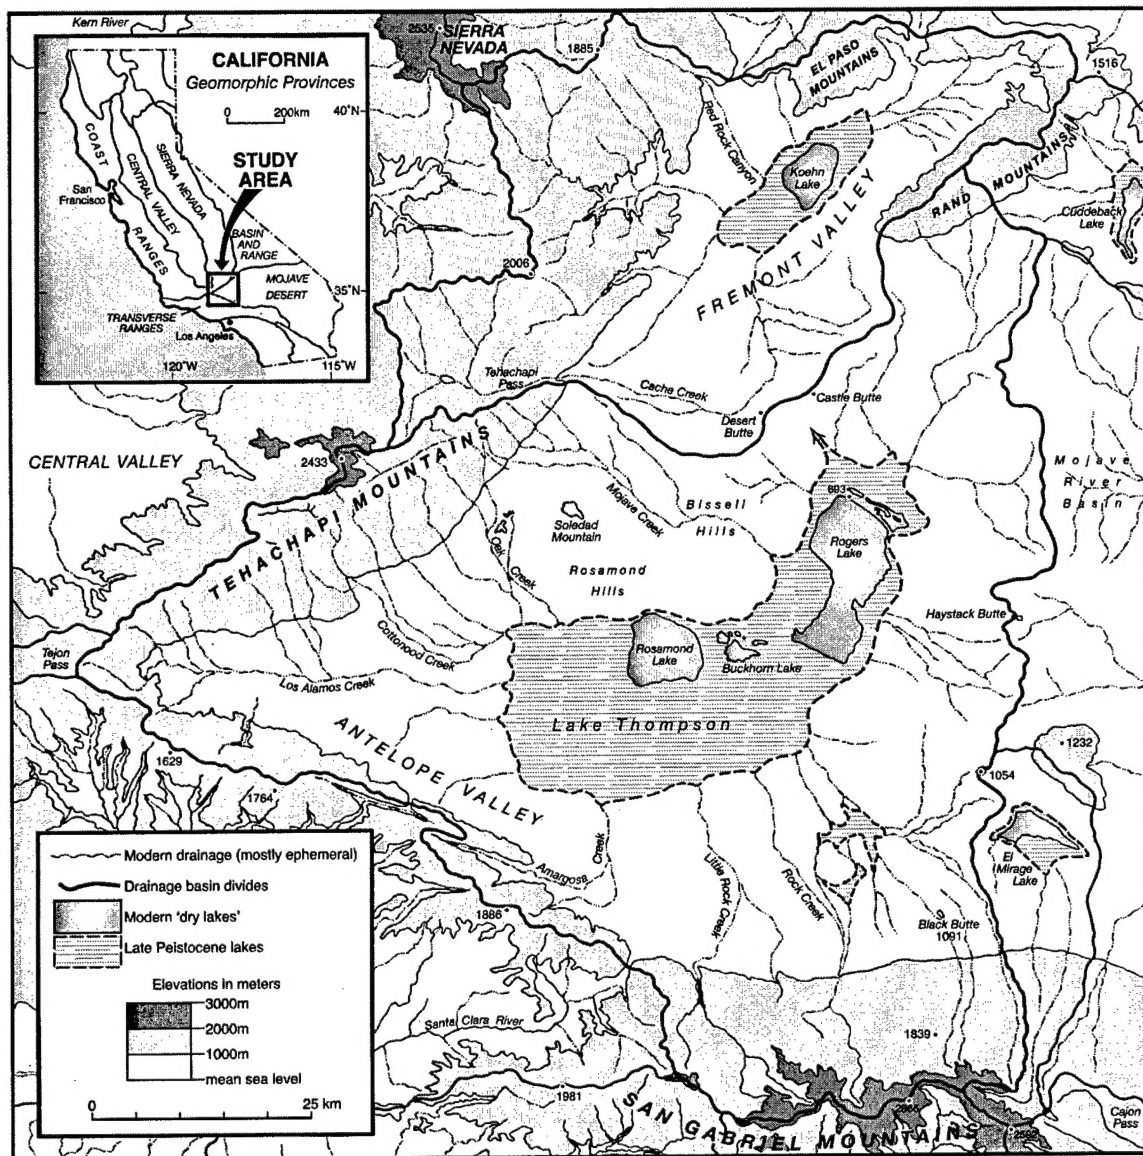 Kern River
2535
SIERRA
NEVADA
1885
EL PASO
MOUNTAINS
1516
CALIFORNIA
Geomorphic Provinces
0 200km
40°N
COAST
RANGES
CENTRAL VALLEY
SIERRA NEVADA
STUDY
AREA
San
Francisco
BASIN
AND
RANGE
MOJAVE
DESERT
35°N
TRANSVERSE
RANGES
Los Angeles
120°W
115°W
Red Rock Canyon
Koehn
Lake
RAND MOUNTAINS
Cuddeback
Lake
2006
FREMONT VALLEY
Tehachapi
Pass
Cache Creek
Desert
Butte
Castle Butte
CENTRAL VALLEY
2433
TEHACHAPI MOUNTAINS
Mojave
River
Basin
693
Mojave Creek
Bissell
Hills
Soledad
Mountain
Oak
Creek
Rogers
Lake
Rosamond
Hills
Haystack Butte
Tejon
Pass
Cottonood Creek
Rosamond
Lake
Buckhorn Lake
Los Alamos Creek
Lake Thompson
ANTELOPE
VALLEY
1629
1764
1232
1054
Amargosa
Creek
Little Rock
Creek
Rock Creek
El
Mirage
Lake
1886
Black Butte
1091
Modern drainage (mostly ephemeral)
Drainage basin divides
Modern 'dry lakes'
Late Peistocene lakes
Elevations in meters
3000m
2000m
1000m
mean sea level
0 25 km
Santa Clara River
1839
1981
SAN GABRIEL MOUNTAINS
Cajon
Pass